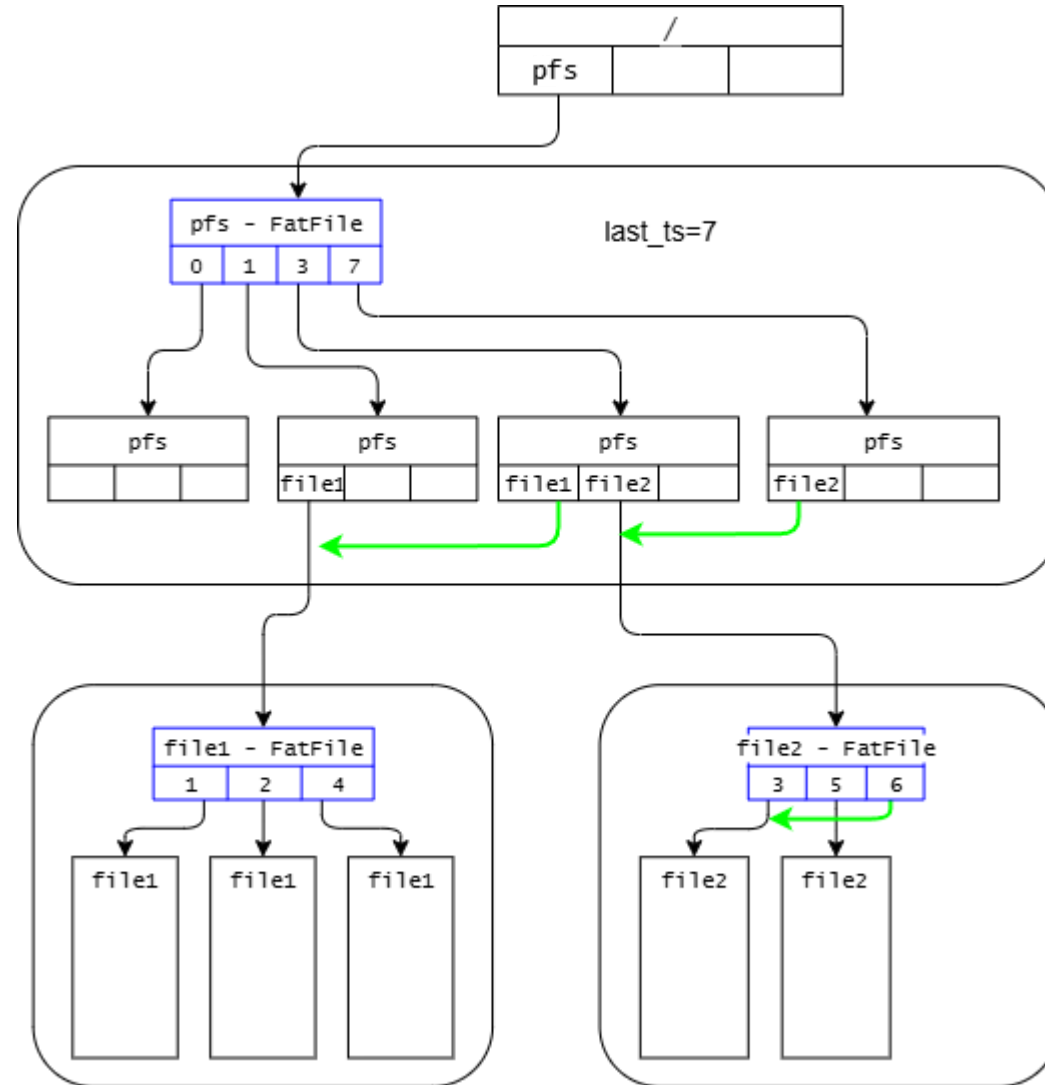 /
pfs
pfs - FatFile
last_ts=7
0 1 3 7
pfs pfs pfs pfs
file1 file1 file2 file2
file1 - FatFile file2 - FatFile
1 2 4 3 5 6
file1 file1 file1 file2 file2